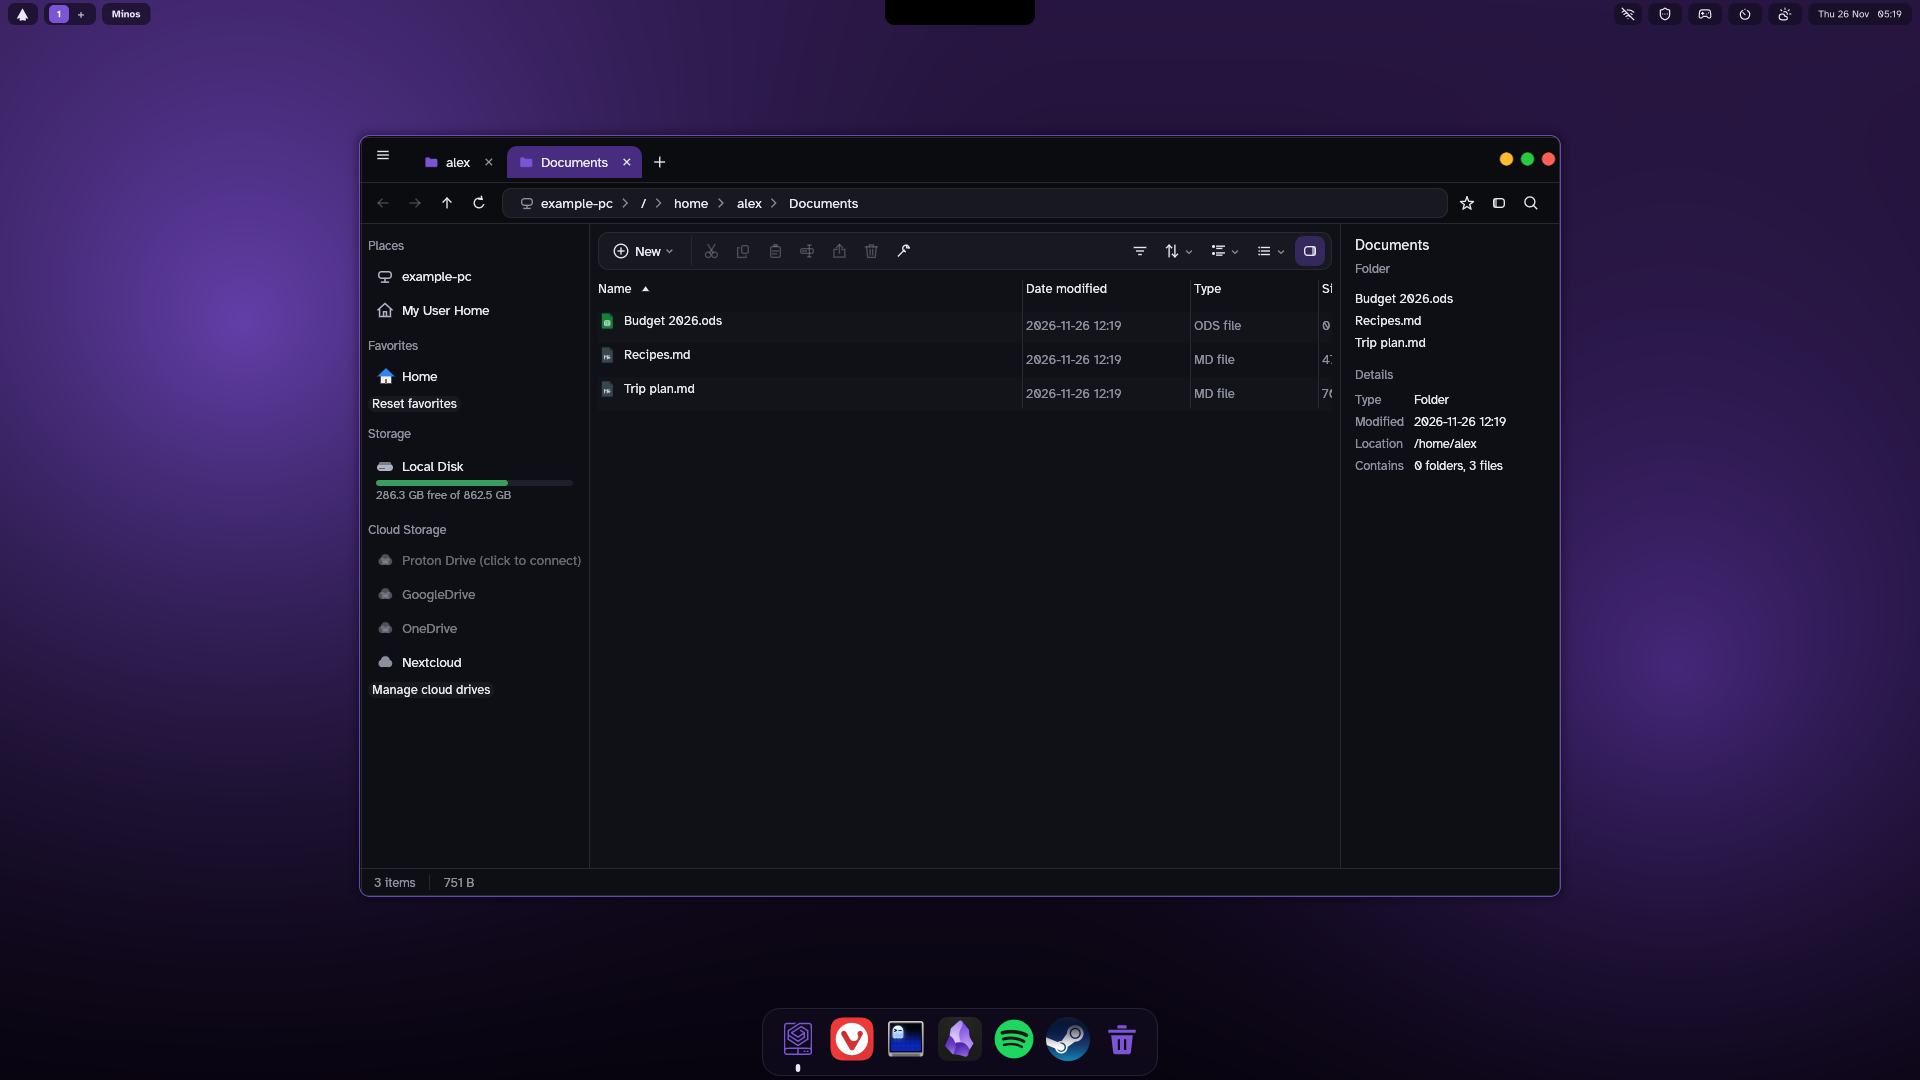 1 +
Minos
Thu 26 Nov 05:19
alex
Documents
example-pc / home alex Documents
Places
example-pc
My User Home
Favorites
Home
Reset favorites
Storage
Local Disk
286.3 GB free of 862.5 GB
Cloud Storage
Proton Drive (click to connect)
GoogleDrive
OneDrive
Nextcloud
Manage cloud drives
New
Name Date modified Type
Budget 2026.ods 2026-11-26 12:19 ODS file 0
Recipes.md 2026-11-26 12:19 MD file
Trip plan.md 2026-11-26 12:19 MD file
Documents
Folder
Budget 2026.ods
Recipes.md
Trip plan.md
Details
Type Folder
Modified 2026-11-26 12:19
Location /home/alex
Contains 0 folders, 3 files
3 items 751 B